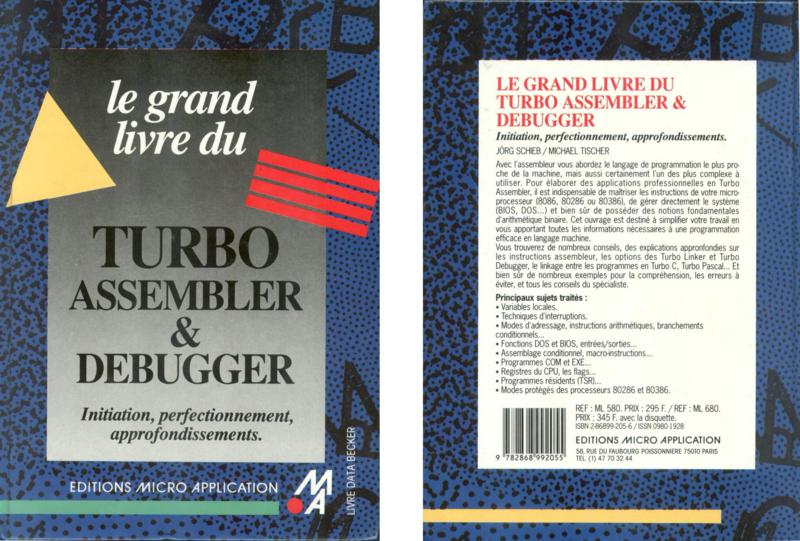 le grand
livre du
TURBO
ASSEMBLER
&
DEBUGGER
Initiation, perfectionnement,
approfondissements.
EDITIONS MICRO APPLICATION
MA
LIVRE DATA BECKER
LE GRAND LIVRE DU
TURBO ASSEMBLER &
DEBUGGER
Initiation, perfectionnement, approfondissements.
JÖRG SCHIEB / MICHAEL TISCHER
Avec l'assembleur vous abordez le langage de programmation le plus pro-
che de la machine, mais aussi certainement l'un des plus complexe à
utiliser. Pour élaborer des applications professionnelles en Turbo
Assembler, il est indispensable de maîtriser les instructions de votre micro-
processeur (8086, 80286 ou 80386), de gérer directement le système
(BIOS, DOS...) et bien sûr de posséder des notions fondamentales
d'arithmétique binaire. Cet ouvrage est destiné à simplifier votre travail en
vous apportant toutes les informations nécessaires à une programmation
efficace en langage machine.
Vous trouverez de nombreux conseils, des explications approfondies sur
les instructions assembleur, les options des Turbo Linker et Turbo
Debugger, le linkage entre les programmes en Turbo C, Turbo Pascal... Et
bien sûr de nombreux exemples pour la compréhension, les erreurs à
éviter, et tous les conseils du spécialiste.
Principaux sujets traités :
• Variables locales.
• Techniques d'interruptions.
• Modes d'adressage, instructions arithmétiques, branchements
conditionnels...
• Fonctions DOS et BIOS, entrées/sorties...
• Assemblage conditionnel, macro-instructions...
• Programmes COM et EXE...
• Registres du CPU, les flags...
• Programmes résidents (TSR)...
• Modes protégés des processeurs 80286 et 80386.
REF : ML 580. PRIX : 295 F. / REF : ML 680.
PRIX : 345 F. avec la disquette.
ISBN 2-86899-205-6 / ISSN 0980-1928
EDITIONS MICRO APPLICATION
58, RUE DU FAUBOURG POISSONNIERE 75010 PARIS
TEL (1) 47 70 32 44
9 782868 992055